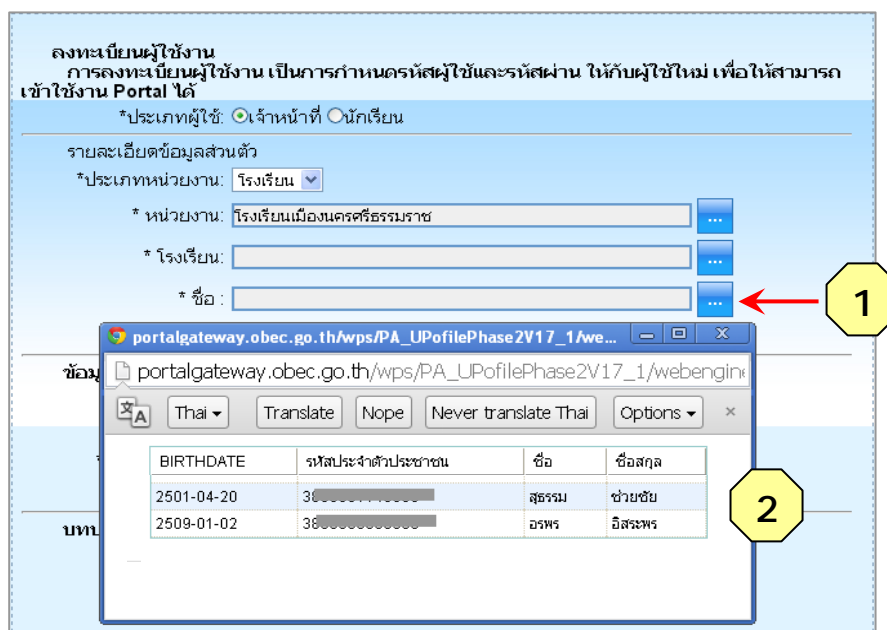 ลงทะเบียนผู้ใช้งาน
การลงทะเบียนผู้ใช้งาน เป็นการกำหนดรหัสผู้ใช้และรหัสผ่าน ให้กับผู้ใช้ใหม่ เพื่อให้สามารถ
เข้าใช้งาน Portal ได้
*ประเภทผู้ใช้: เจ้าหน้าที่ นักเรียน
รายละเอียดข้อมูลส่วนตัว
*ประเภทหน่วยงาน: โรงเรียน
* หน่วยงาน: โรงเรียนเมืองนครศรีธรรมราช ...
* โรงเรียน: ...
* ชื่อ : ...
1
portalgateway.obec.go.th/wps/PA_UPofilePhase2V17_1/we...
portalgateway.obec.go.th/wps/PA_UPofilePhase2V17_1/webengine
Thai Translate Nope Never translate Thai Options ×
BIRTHDATE รหัสประจำตัวประชาชน ชื่อ ชื่อสกุล
2501-04-20 สุธรรม ช่วยชัย
2509-01-02 อรพร อิสระพร
2